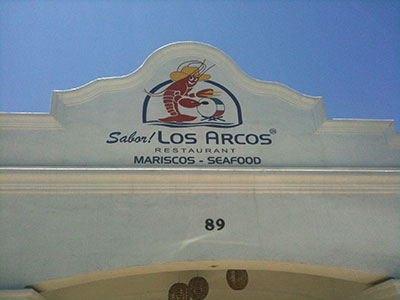 Sabor! LOS ARCOS®
RESTAURANT
MARISCOS - SEAFOOD
89